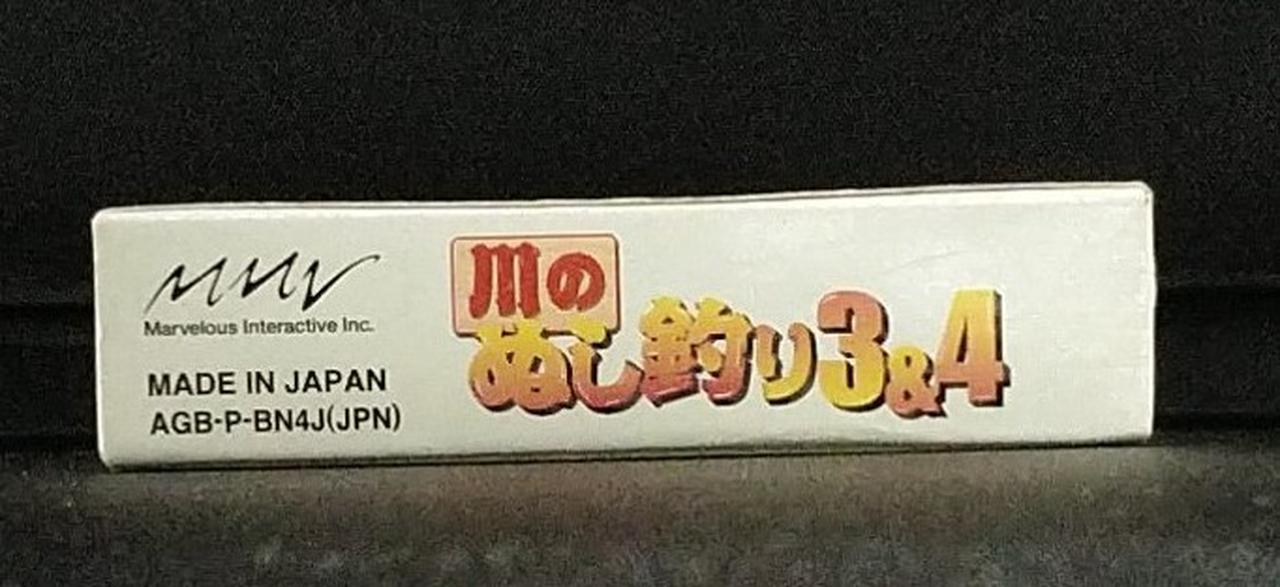 MMV
Marvelous Interactive Inc.
MADE IN JAPAN
AGB-P-BN4J(JPN)
川の
ぬし釣り3&4